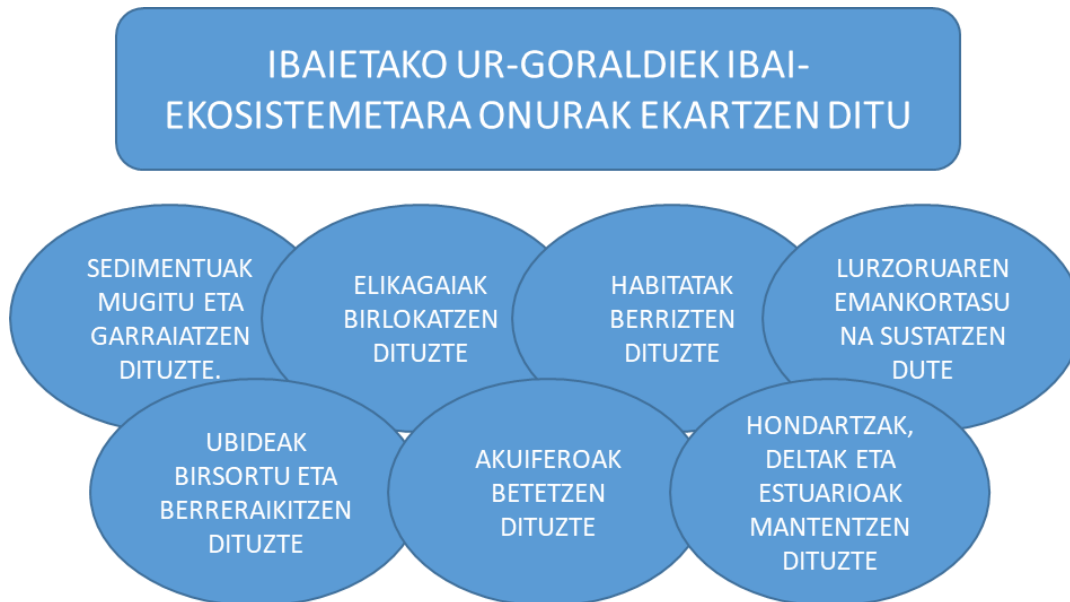 IBAIETAKO UR-GORALDIEK IBAI-
EKOSISTEMETARA ONURAK EKARTZEN DITU
SEDIMENTUAK
MUGITU ETA
GARRAIATZEN
DITUZTE.
ELIKAGAIAK
BIRLOKATZEN
DITUZTE
HABITATAK
BERRIZTEN
DITUZTE
LURZORUAREN
EMANKORTASU
NA SUSTATZEN
DUTE
UBIDEAK
BIRSORTU ETA
BERRERAIKITZEN
DITUZTE
AKUIFEROAK
BETETZEN
DITUZTE
HONDARTZAK,
DELTAK ETA
ESTUARIOAK
MANTENTZEN
DITUZTE